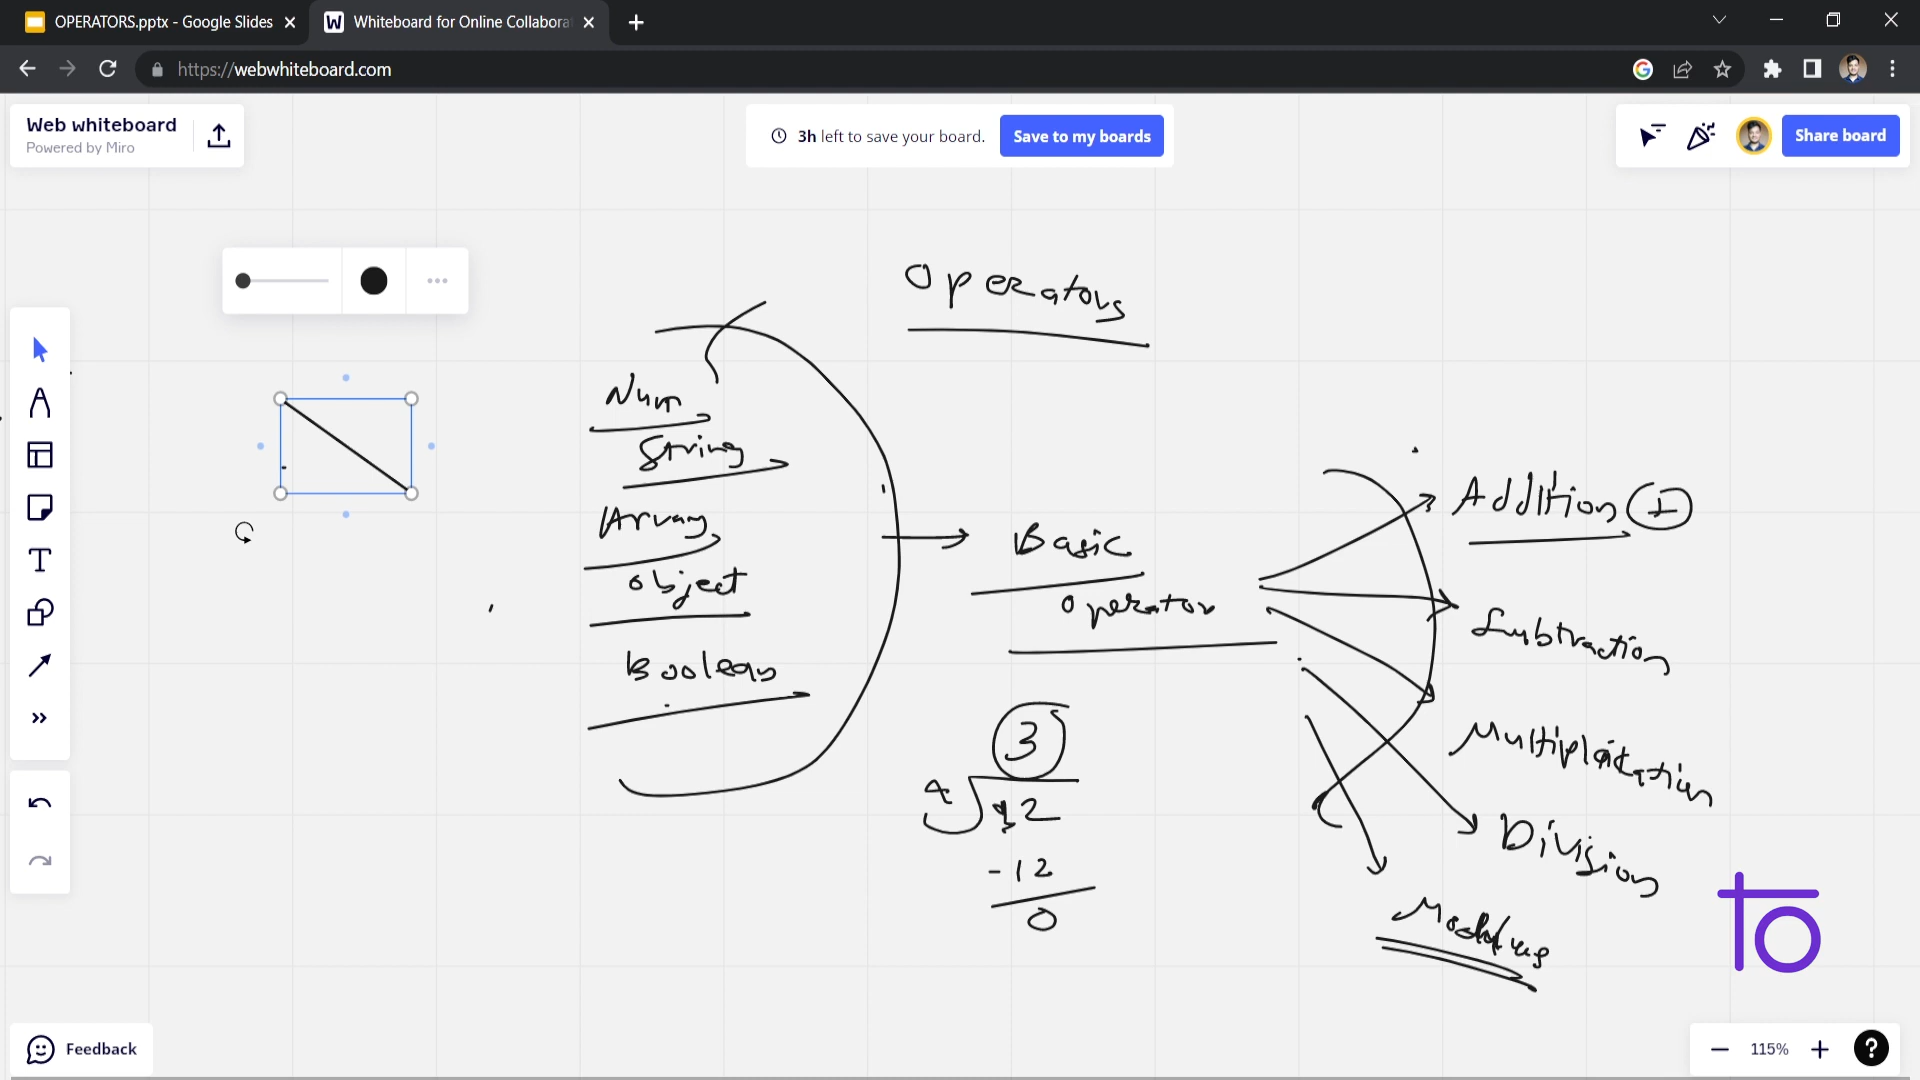 OPERATORS.pptx - Google Slides
Whiteboard for Online Collabora
https://webwhiteboard.com
Web whiteboard
Powered by Miro
3h left to save your board.
Save to my boards
Share board
Operators
Num
String
Array
Object
Boolean
Basic
Operator
Addition I
Subtraction
Multiplication
Division
Modulus
3
4 12
-12
0
to
Feedback
115%
?